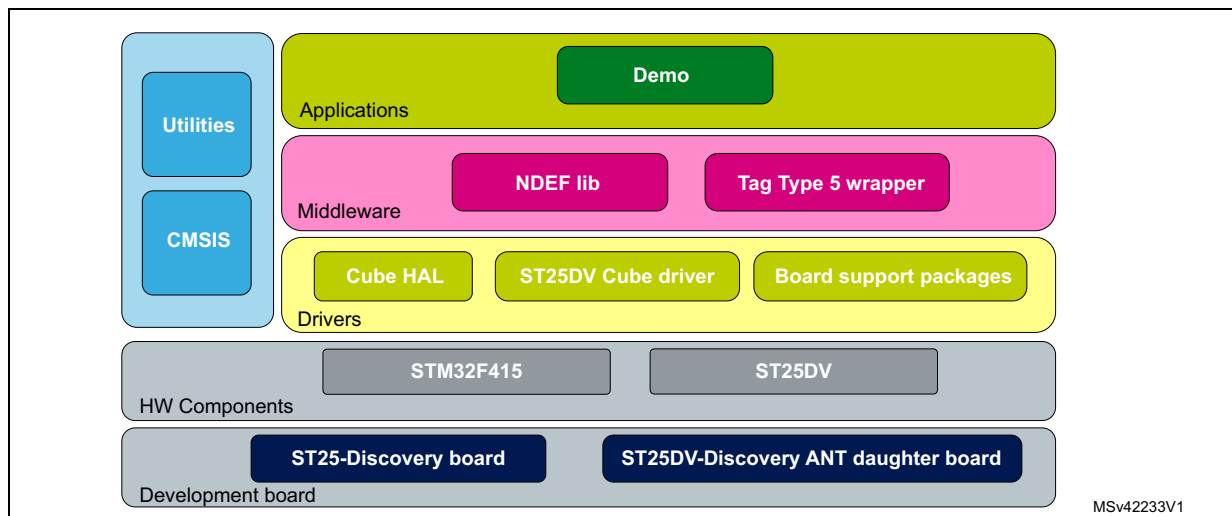 Utilities
CMSIS
Demo
Applications
NDEF lib
Tag Type 5 wrapper
Middleware
Cube HAL
ST25DV Cube driver
Board support packages
Drivers
STM32F415
ST25DV
HW Components
ST25-Discovery board
ST25DV-Discovery ANT daughter board
Development board
MSv42233V1